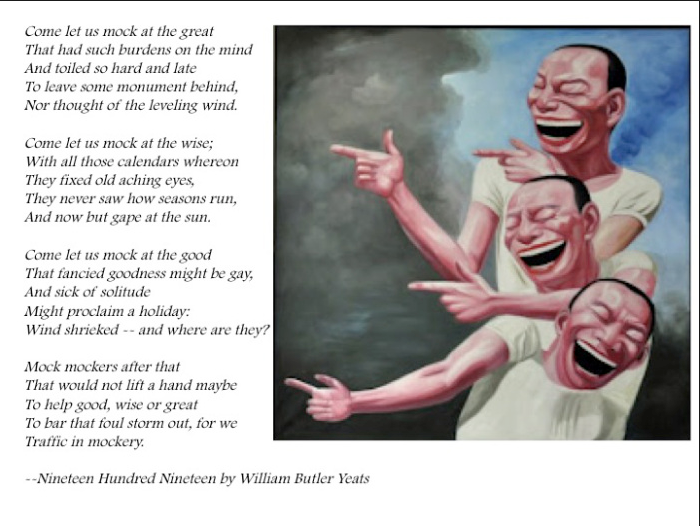 Come let us mock at the great
That had such burdens on the mind
And toiled so hard and late
To leave some monument behind,
Nor thought of the leveling wind.
Come let us mock at the wise;
With all those calendars whereon
They fixed old aching eyes,
They never saw how seasons run,
And now but gape at the sun.
Come let us mock at the good
That fancied goodness might be gay,
And sick of solitude
Might proclaim a holiday:
Wind shrieked -- and where are they?
Mock mockers after that
That would not lift a hand maybe
To help good, wise or great
To bar that foul storm out, for we
Traffic in mockery.
--Nineteen Hundred Nineteen by William Butler Yeats